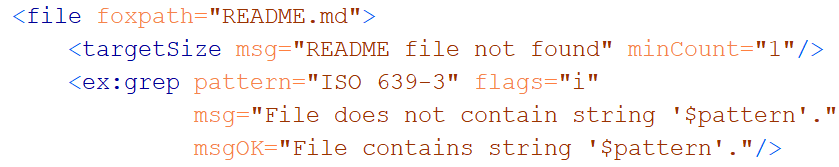 <file foxpath="README.md">
<targetSize msg="README file not found" minCount="1"/>
<ex:grep pattern="ISO 639-3" flags="i"
msg="File does not contain string '$pattern'."
msgOK="File contains string '$pattern'."/>